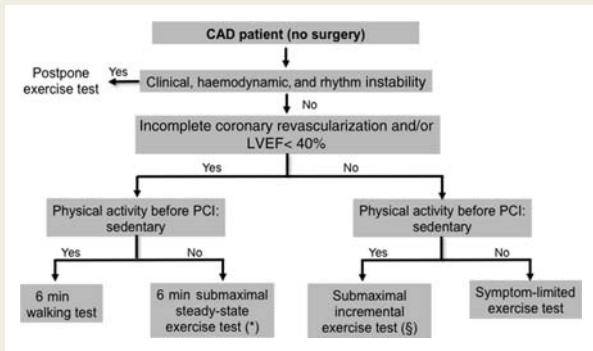 CAD patient (no surgery)
Yes
Postpone
exercise test
Clinical, haemodynamic, and rhythm instability
No
Incomplete coronary revascularization and/or
LVEF< 40%
Yes
No
Physical activity before PCI:
sedentary
Physical activity before PCI:
sedentary
Yes
No
Yes
No
6 min
walking test
6 min submaximal
steady-state
exercise test (*)
Submaximal
incremental
exercise test (§)
Symptom-limited
exercise test